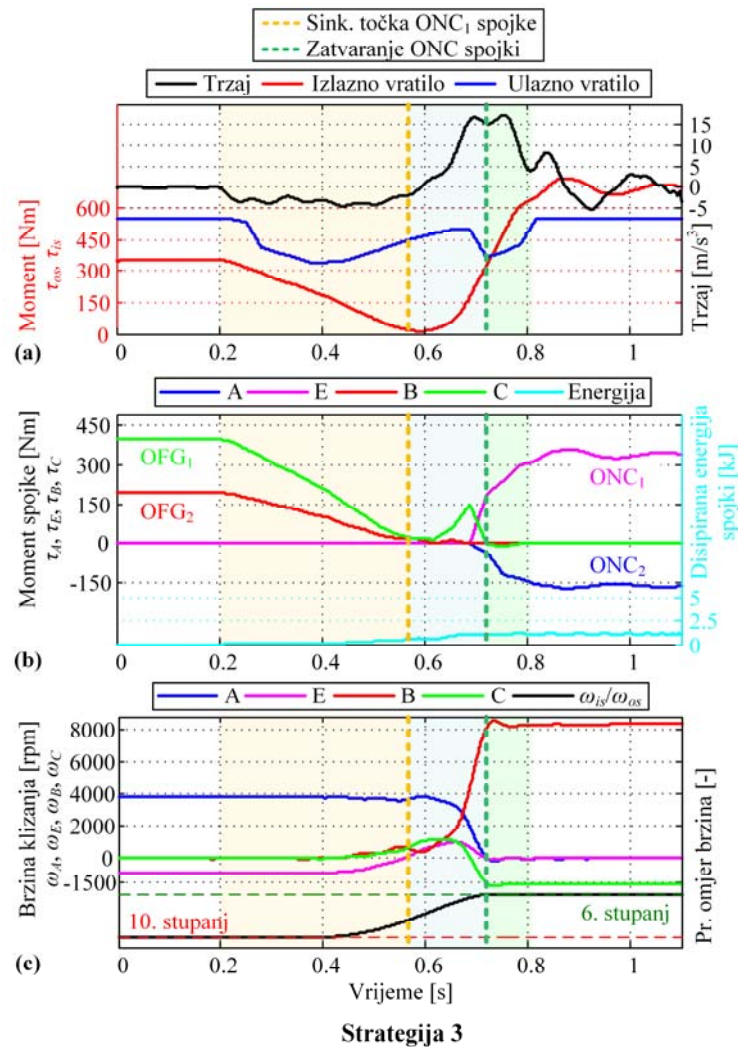 Sink. točka ONC₁ spojke
Zatvaranje ONC spojki
Trzaj Izlazno vratilo Ulazno vratilo
Moment [Nm]
τos, τis
600
450
300
150
0
15
10
5
0
-5
Trzaj [m/s³]
(a)
0 0.2 0.4 0.6 0.8 1
A E B C Energija
Moment spojke [Nm]
τA, τE, τB, τC
450
300
150
0
-150
OFG₁
OFG₂
ONC₁
ONC₂
5
2.5
0
Disipirana energija
spojki [kJ]
(b)
0 0.2 0.4 0.6 0.8 1
A E B C ωis/ωos
Brzina klizanja [rpm]
ωA, ωE, ωB, ωC
8000
6000
4000
2000
0
-1500
10. stupanj
6. stupanj
Pr. omjer brzina [-]
(c)
0 0.2 0.4 0.6 0.8 1
Vrijeme [s]
Strategija 3